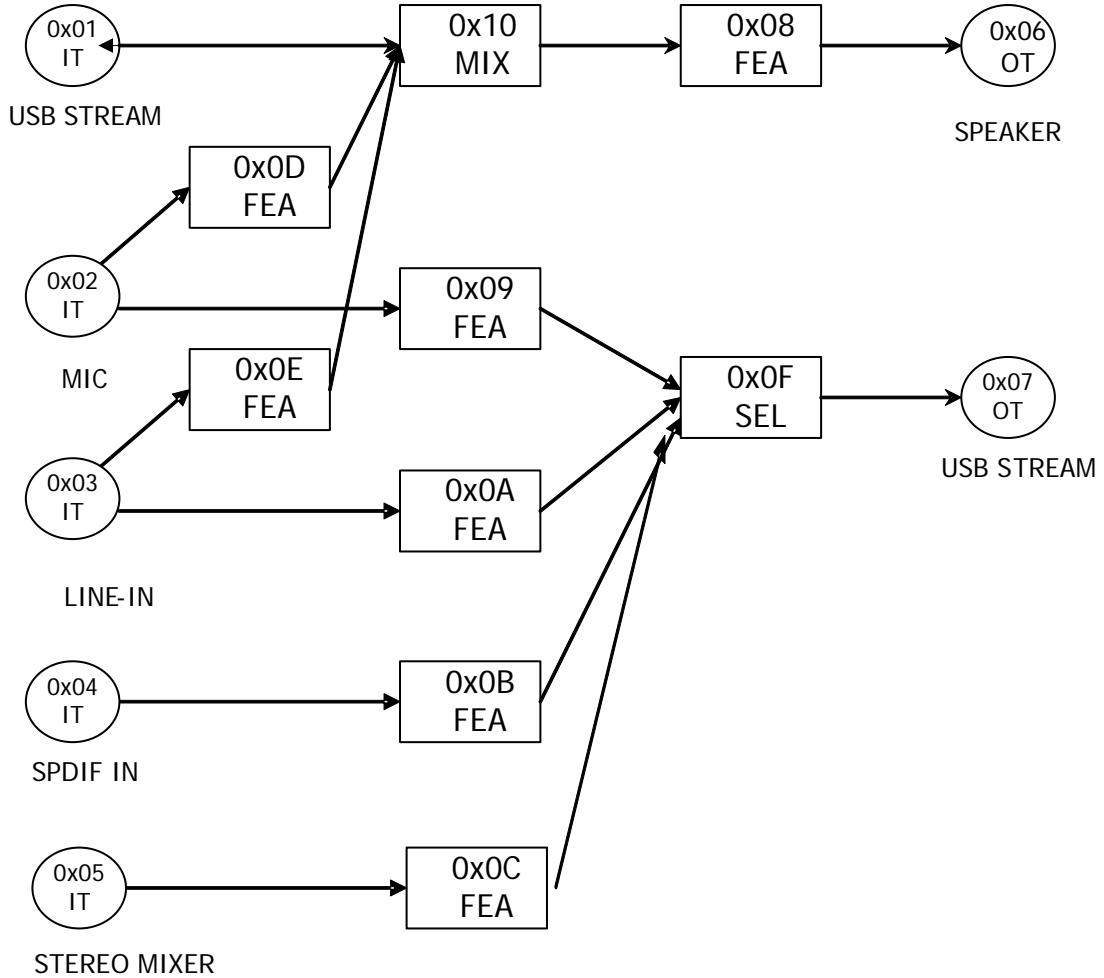 0x01
IT
USB STREAM
0x10
MIX
0x08
FEA
0x06
OT
SPEAKER
0x0D
FEA
0x02
IT
MIC
0x09
FEA
0x0E
FEA
0x0F
SEL
0x07
OT
USB STREAM
0x03
IT
LINE-IN
0x0A
FEA
0x04
IT
SPDIF IN
0x0B
FEA
0x05
IT
STEREO MIXER
0x0C
FEA